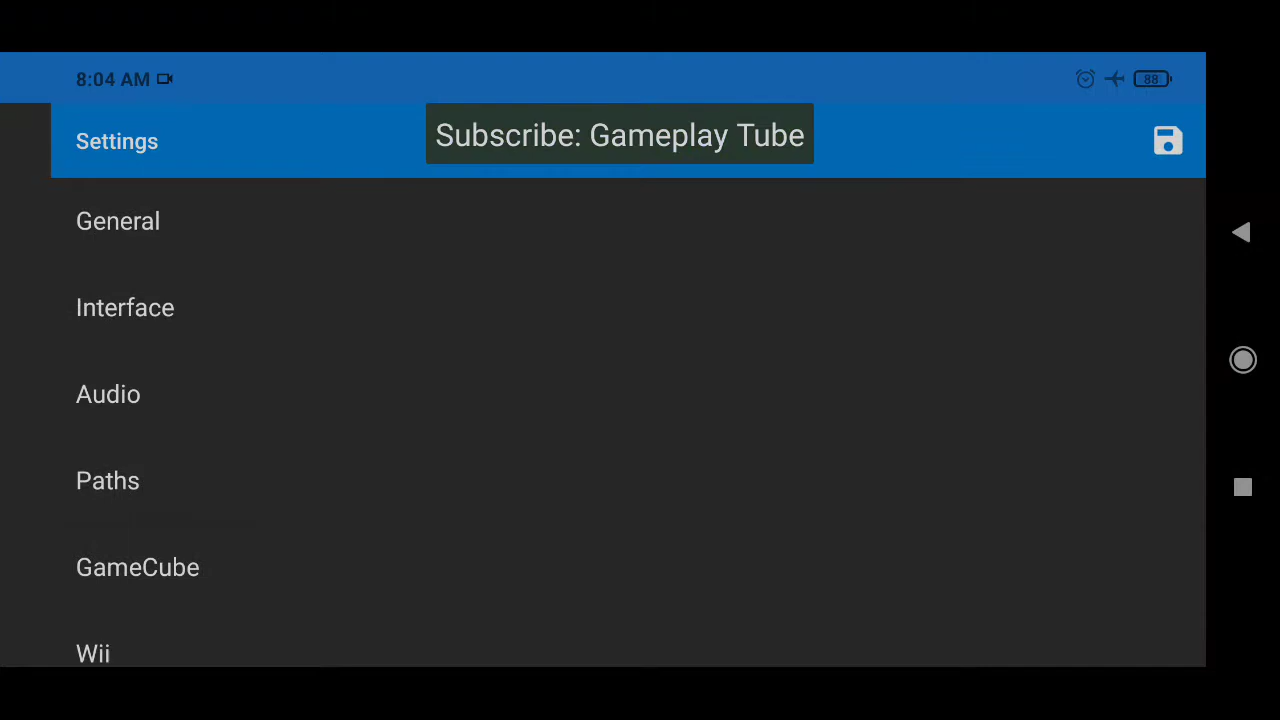 8:04 AM
88
Settings
Subscribe: Gameplay Tube
General
Interface
Audio
Paths
GameCube
Wii